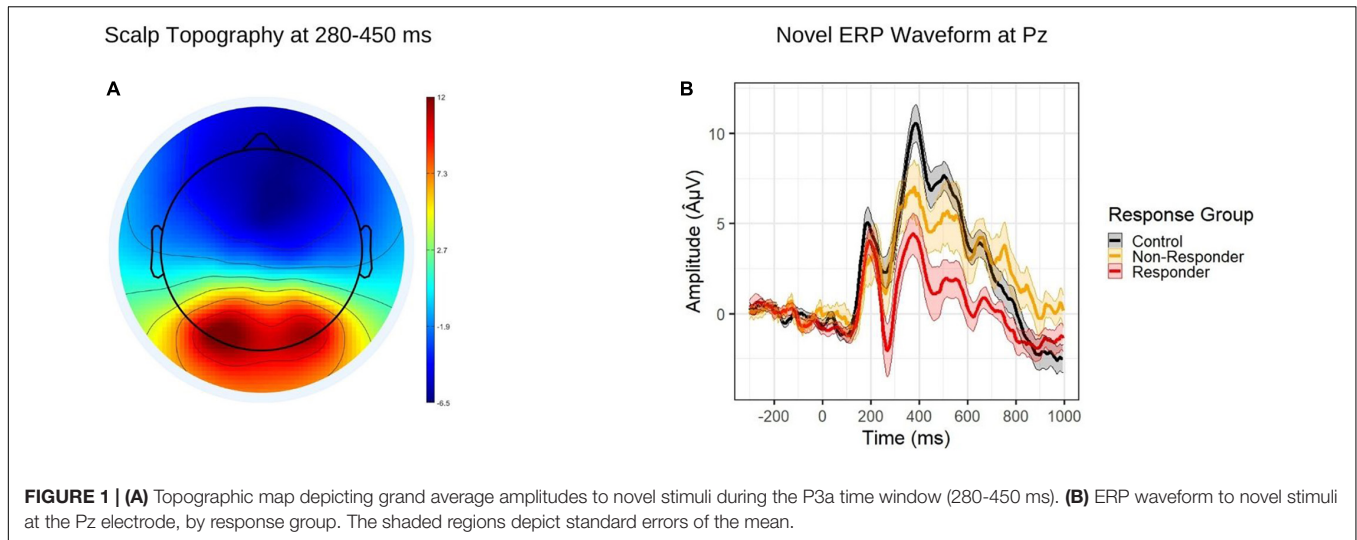 Scalp Topography at 280-450 ms
A
12
7.3
2.7
-1.9
-6.5
Novel ERP Waveform at Pz
B
Amplitude (ÂµV)
10
5
0
-200 0 200 400 600 800 1000
Time (ms)
Response Group
Control
Non-Responder
Responder
FIGURE 1 | (A) Topographic map depicting grand average amplitudes to novel stimuli during the P3a time window (280-450 ms). (B) ERP waveform to novel stimuli
at the Pz electrode, by response group. The shaded regions depict standard errors of the mean.